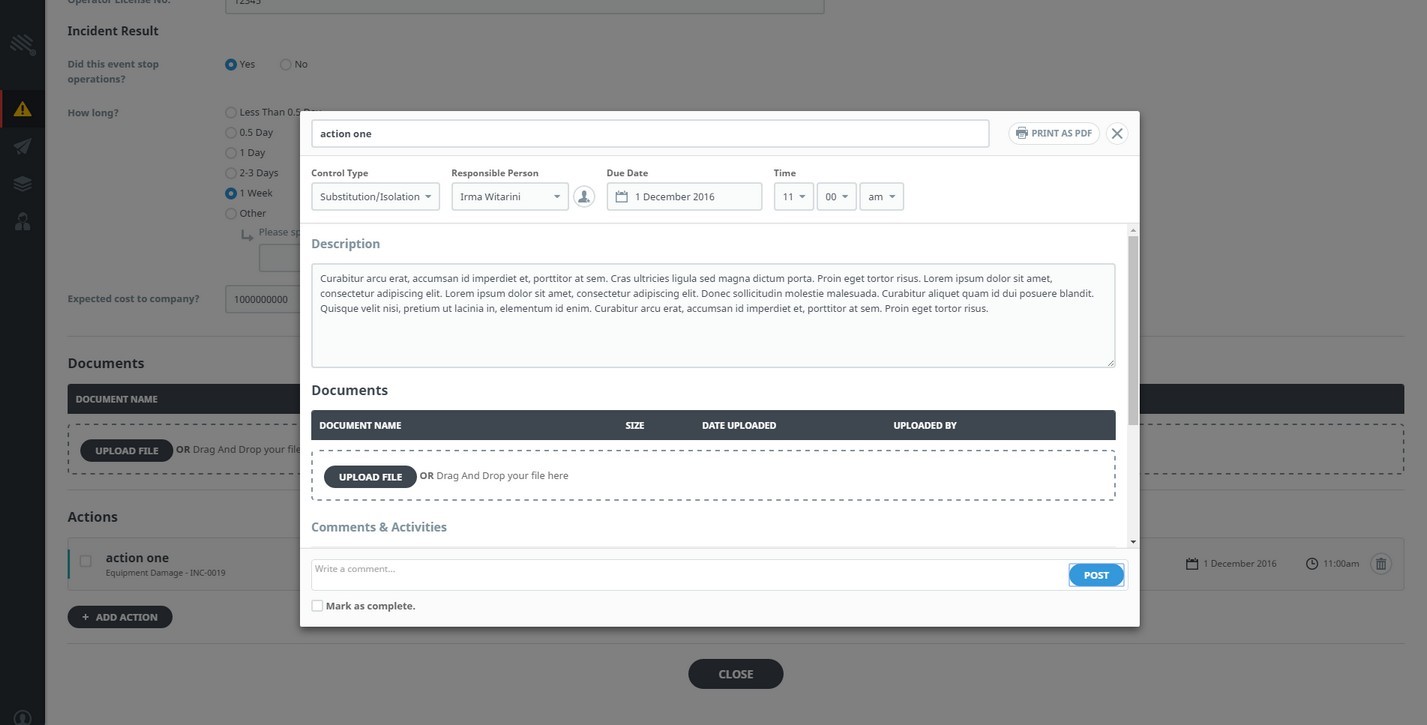 Operator License No.
12345
Incident Result
Did this event stop
operations?
Yes
No
How long?
Less Than 0.5 Day
0.5 Day
1 Day
2-3 Days
1 Week
Other
Please
Expected cost to company?
1000000000
Documents
DOCUMENT NAME
UPLOAD FILE OR Drag And Drop your file
Actions
action one
Equipment Damage - INC-0019
1 December 2016
11:00am
+ ADD ACTION
CLOSE
action one
PRINT AS PDF
Control Type
Responsible Person
Due Date
Time
Substitution/Isolation
Irma Witarini
1 December 2016
11
00
am
Description
Curabitur arcu erat, accumsan id imperdiet et, porttitor at sem. Cras ultricies ligula sed magna dictum porta. Proin eget tortor risus. Lorem ipsum dolor sit amet,
consectetur adipiscing elit. Lorem ipsum dolor sit amet, consectetur adipiscing elit. Donec sollicitudin molestie malesuada. Curabitur aliquet quam id dui posuere blandit.
Quisque velit nisi, pretium ut lacinia in, elementum id enim. Curabitur arcu erat, accumsan id imperdiet et, porttitor at sem. Proin eget tortor risus.
Documents
DOCUMENT NAME
SIZE
DATE UPLOADED
UPLOADED BY
UPLOAD FILE OR Drag And Drop your file here
Comments & Activities
Write a comment...
POST
Mark as complete.